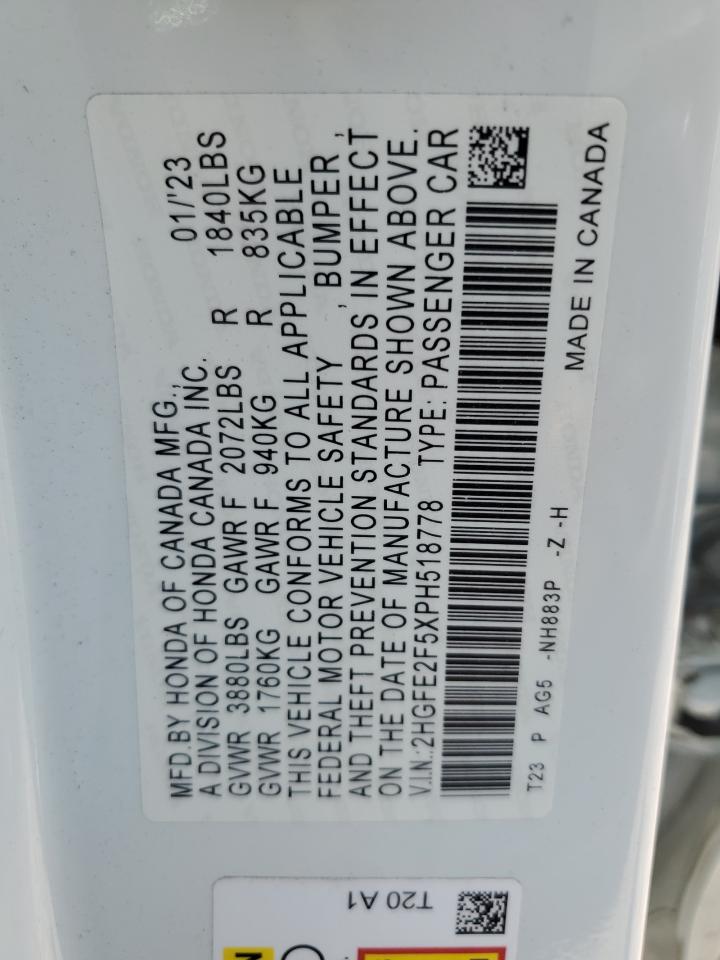 MFD.BY HONDA OF CANADA MFG., 01/'23
A DIVISION OF HONDA CANADA INC.
GVWR 3880LBS GAWR F 2072LBS R 1840LBS
GVWR 1760KG GAWR F 940KG R 835KG
THIS VEHICLE CONFORMS TO ALL APPLICABLE
FEDERAL MOTOR VEHICLE SAFETY , BUMPER ,
AND THEFT PREVENTION STANDARDS IN EFFECT
ON THE DATE OF MANUFACTURE SHOWN ABOVE.
V.I.N.:2HGFE2F5XPH518778 TYPE: PASSENGER CAR
T23 P AG5 -NH883P -Z -H
MADE IN CANADA
T20 A1